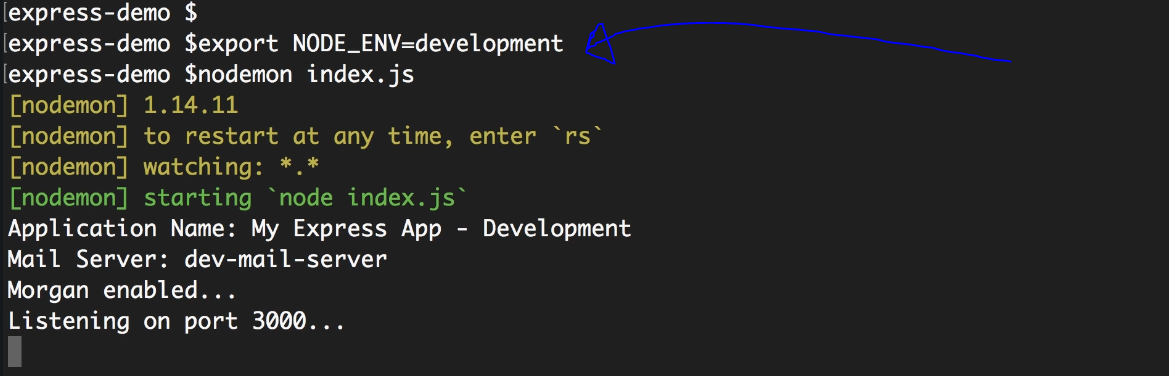 [express-demo $
[express-demo $export NODE_ENV=development
[express-demo $nodemon index.js
[nodemon] 1.14.11
[nodemon] to restart at any time, enter `rs`
[nodemon] watching: *.*
[nodemon] starting `node index.js`
Application Name: My Express App - Development
Mail Server: dev-mail-server
Morgan enabled...
Listening on port 3000...